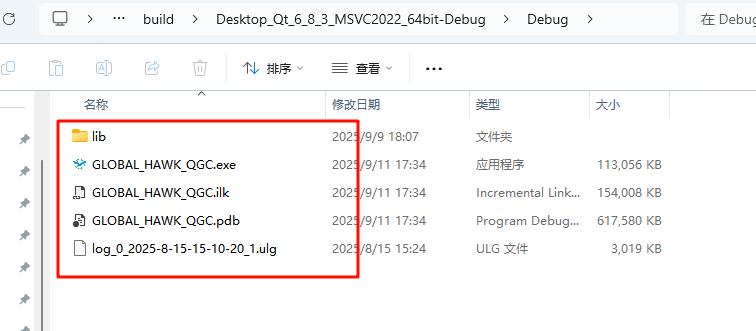 build > Desktop_Qt_6_8_3_MSVC2022_64bit-Debug > Debug > 在 Debug
排序 查看
名称 修改日期 类型 大小
lib 2025/9/9 18:07 文件夹
GLOBAL_HAWK_QGC.exe 2025/9/11 17:34 应用程序 113,056 KB
GLOBAL_HAWK_QGC.ilk 2025/9/11 17:34 Incremental Link... 154,008 KB
GLOBAL_HAWK_QGC.pdb 2025/9/11 17:34 Program Debug... 617,580 KB
log_0_2025-8-15-15-10-20_1.ulg 2025/8/15 15:24 ULG 文件 3,019 KB